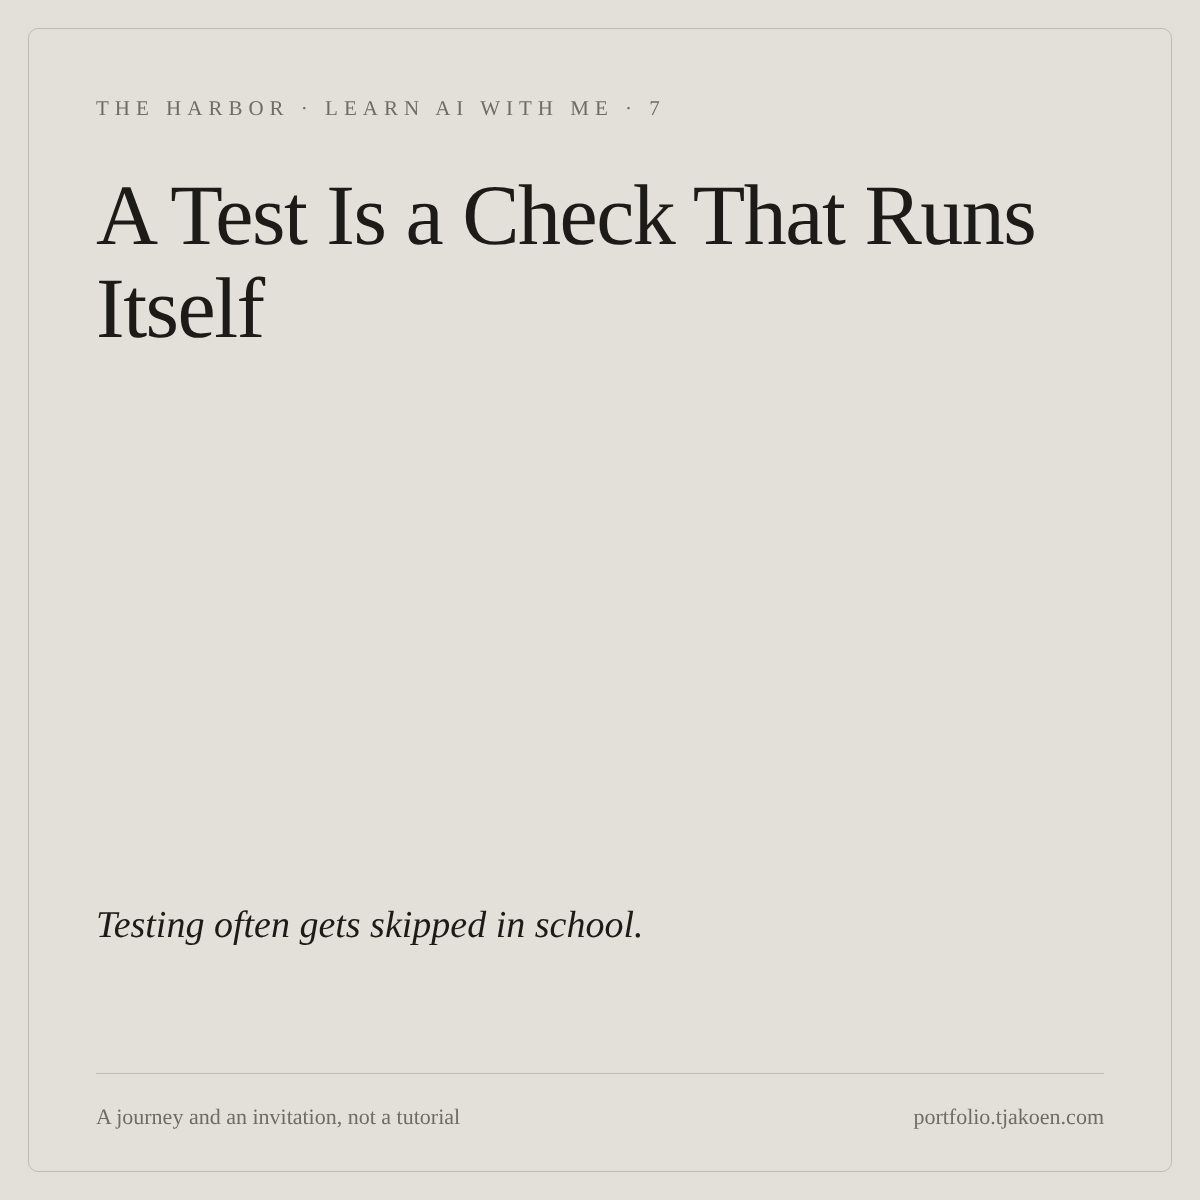 THE HARBOR · LEARN AI WITH ME · 7
A Test Is a Check That Runs
Itself
Testing often gets skipped in school.
A journey and an invitation, not a tutorial
portfolio.tjakoen.com